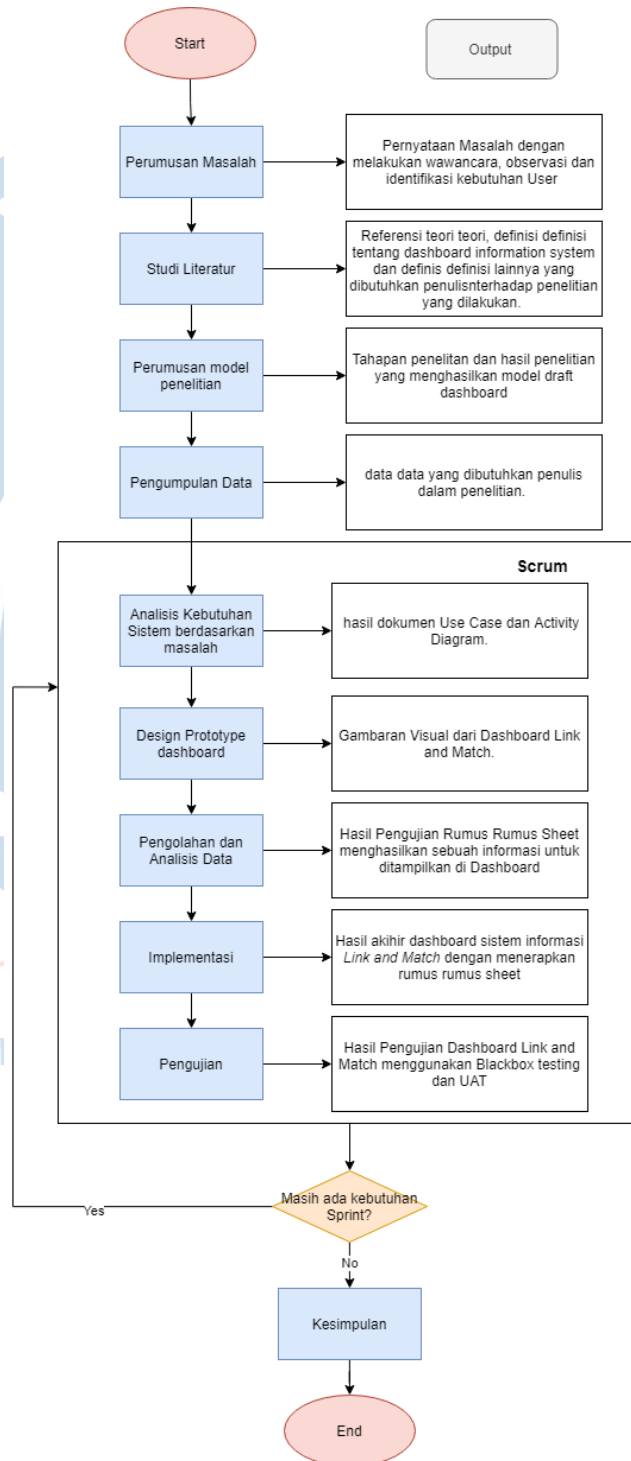 Start
Output
Perumusan Masalah
Pernyataan Masalah dengan
melakukan wawancara, observasi dan
identifikasi kebutuhan User
Studi Literatur
Referensi teori teori, definisi definisi
tentang dashboard information system
dan definis definisi lainnya yang
dibutuhkan penulisnterhadap penelitian
yang dilakukan.
Perumusan model
penelitian
Tahapan penelitan dan hasil penelitian
yang menghasilkan model draft
dashboard
Pengumpulan Data
data data yang dibutuhkan penulis
dalam penelitian.
Scrum
Analisis Kebutuhan
Sistem berdasarkan
masalah
hasil dokumen Use Case dan Activity
Diagram.
Design Prototype
dashboard
Gambaran Visual dari Dashboard Link
and Match.
Pengolahan dan
Analisis Data
Hasil Pengujian Rumus Rumus Sheet
menghasilkan sebuah informasi untuk
ditampilkan di Dashboard
Implementasi
Hasil akihir dashboard sistem informasi
Link and Match dengan menerapkan
rumus rumus sheet
Pengujian
Hasil Pengujian Dashboard Link and
Match menggunakan Blackbox testing
dan UAT
Masih ada kebutuhan
Sprint?
Yes
No
Kesimpulan
End